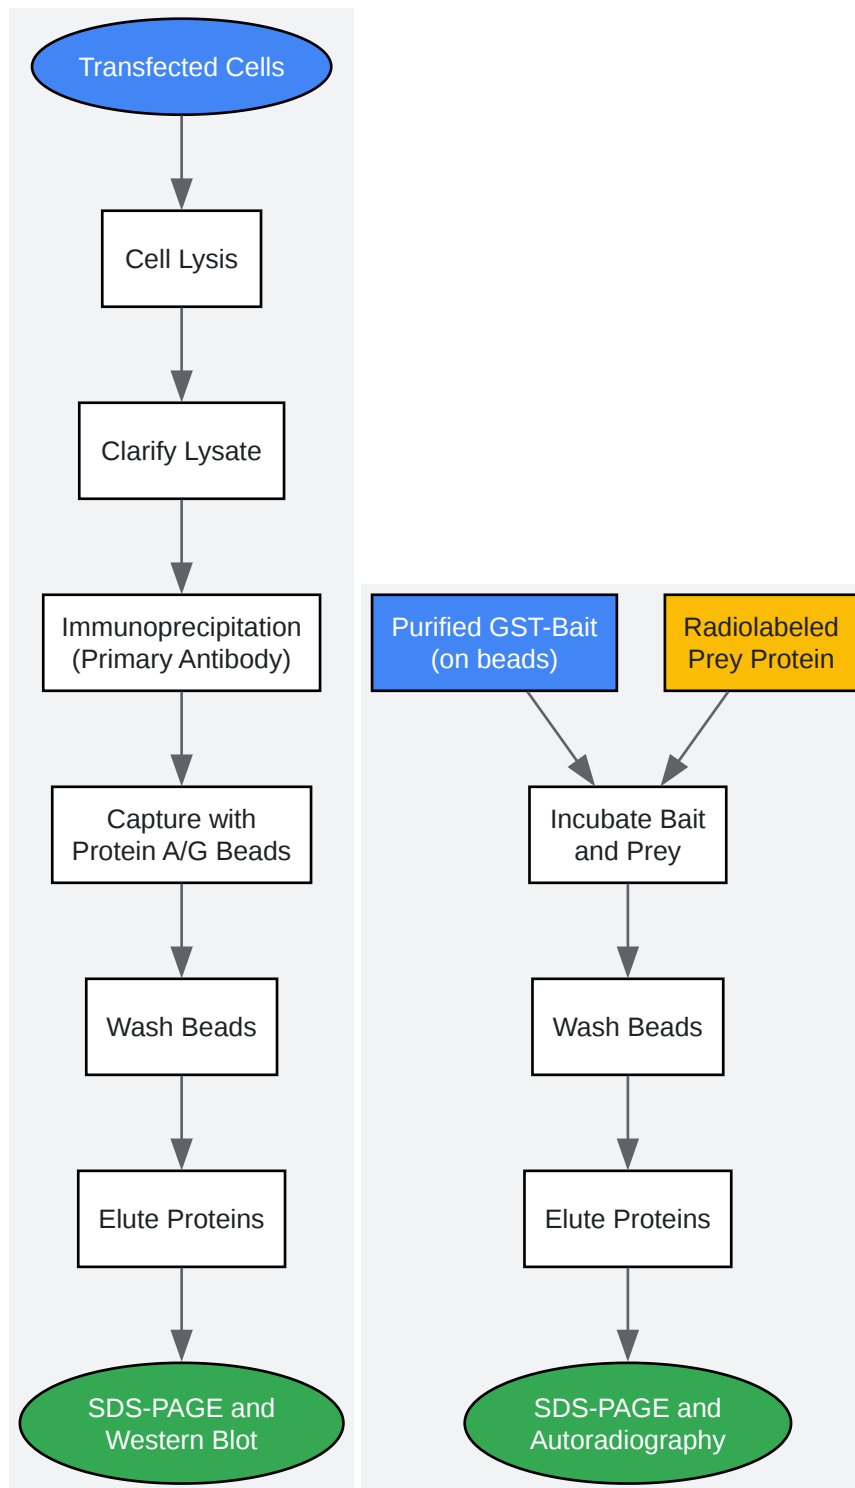 Transfected Cells
Cell Lysis
Clarify Lysate
Immunoprecipitation
(Primary Antibody)
Capture with
Protein A/G Beads
Wash Beads
Elute Proteins
SDS-PAGE and
Western Blot
Purified GST-Bait
(on beads)
Radiolabeled
Prey Protein
Incubate Bait
and Prey
Wash Beads
Elute Proteins
SDS-PAGE and
Autoradiography